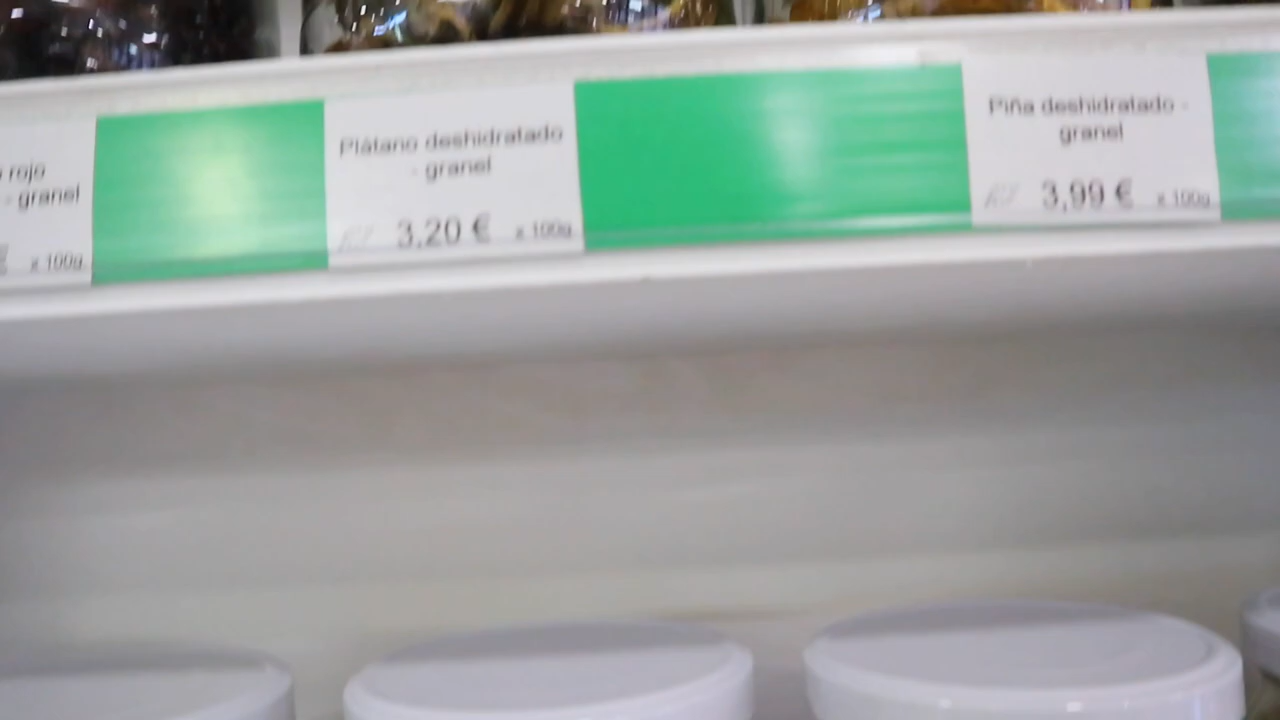 rojo
- granel
€ x 100g
Plátano deshidratado
- granel
3,20 € x 100g
Piña deshidratado -
granel
3,99 € x 100g